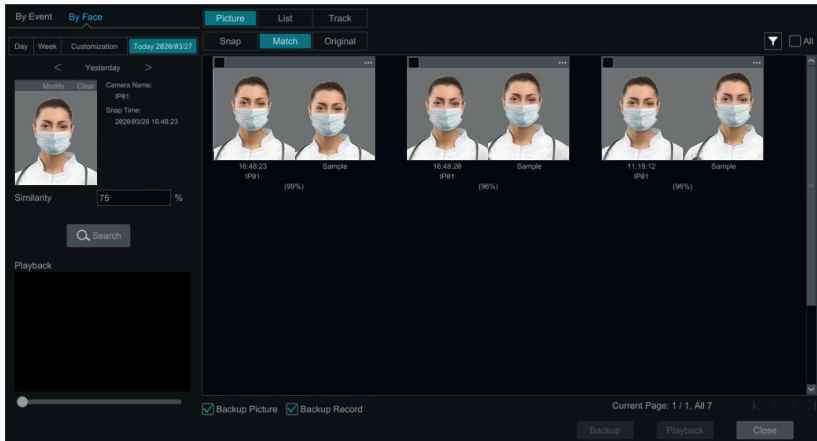 By Event By Face
Picture List Track
Day Week Customization Today 2020/03/27
Snap Match Original
All
< Yesterday >
Modify Clear
Camera Name:
IP01
Snap Time:
2020/03/26 16:48:23
16:48:23 Sample
IP01
(99%)
16:48:20 Sample
IP01
(96%)
11:19:12 Sample
IP01
(96%)
Similarity 75 %
Search
Playback
Backup Picture Backup Record
Current Page: 1 / 1, All 7
Backup Playback Close